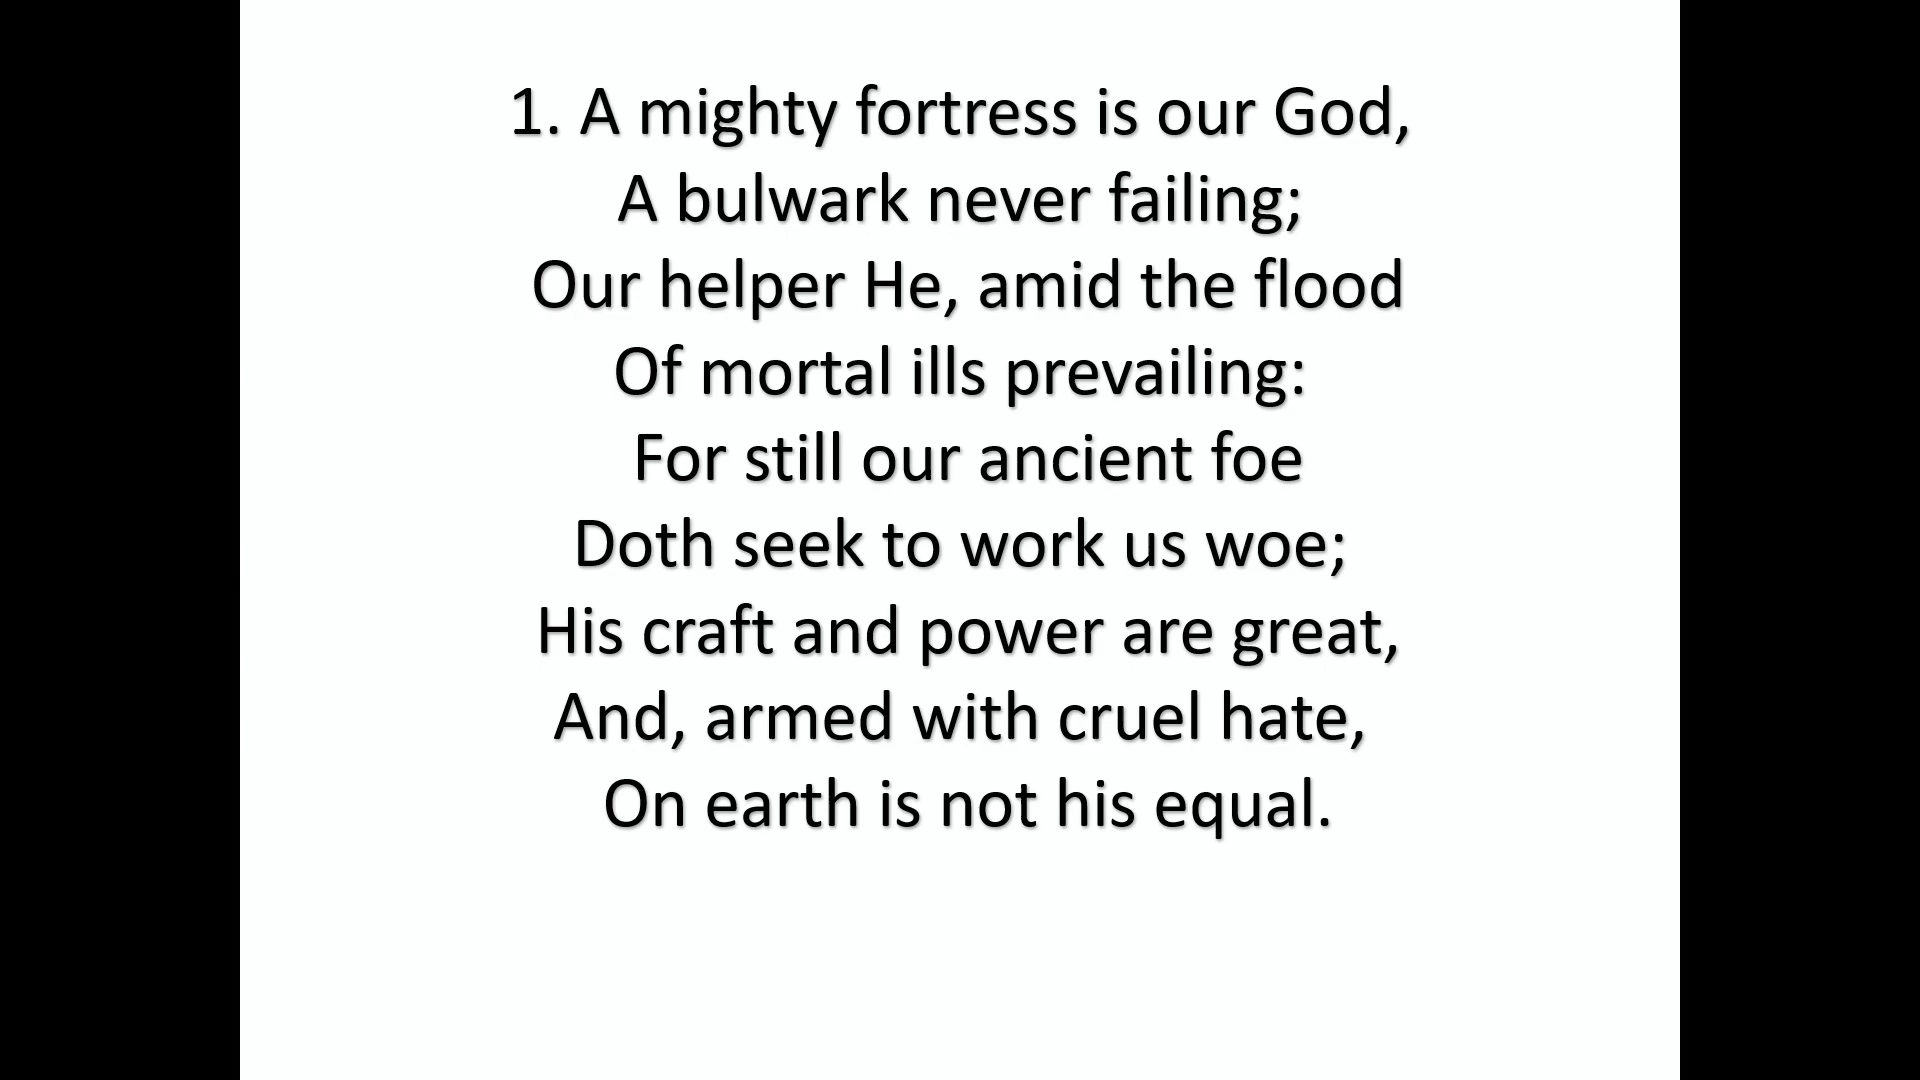 1. A mighty fortress is our God,
A bulwark never failing;
Our helper He, amid the flood
Of mortal ills prevailing:
For still our ancient foe
Doth seek to work us woe;
His craft and power are great,
And, armed with cruel hate,
On earth is not his equal.